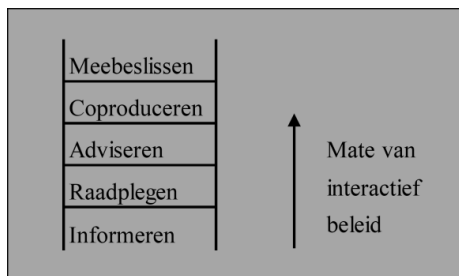 Meebeslissen
Coproduceren
Adviseren
Raadplegen
Informeren
Mate van
interactief
beleid